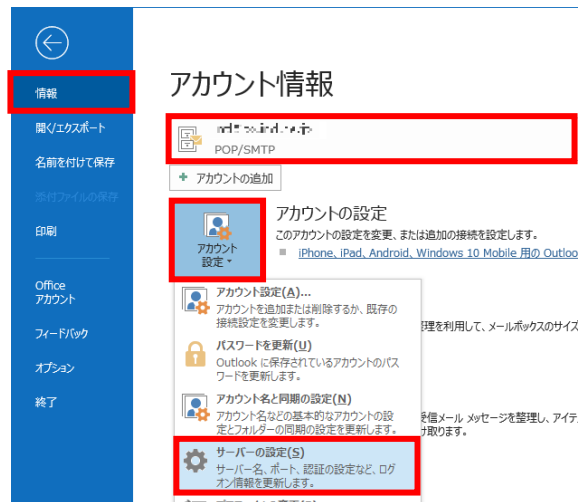 情報
開く/エクスポート
名前を付けて保存
添付ファイルの保存
印刷
Office
アカウント
フィードバック
オプション
終了
アカウント情報
POP/SMTP
+ アカウントの追加
アカウント
設定
アカウントの設定
このアカウントの設定を変更、または追加の接続を設定します。
iPhone、iPad、Android、Windows 10 Mobile 用の Outloo
アカウント設定(A)...
アカウントを追加または削除するか、既存の
接続設定を変更します。
パスワードを更新(U)
Outlook に保存されているアカウントのパス
ワードを更新します。
アカウント名と同期の設定(N)
アカウント名などの基本的なアカウントの設
定とフォルダーの同期の設定を更新します。
サーバーの設定(S)
サーバー名、ポート、認証の設定など、ログ
オン情報を更新します。
理を利用して、メールボックスのサイズ
受信メール メッセージを整理し、アイテ
け取ります。